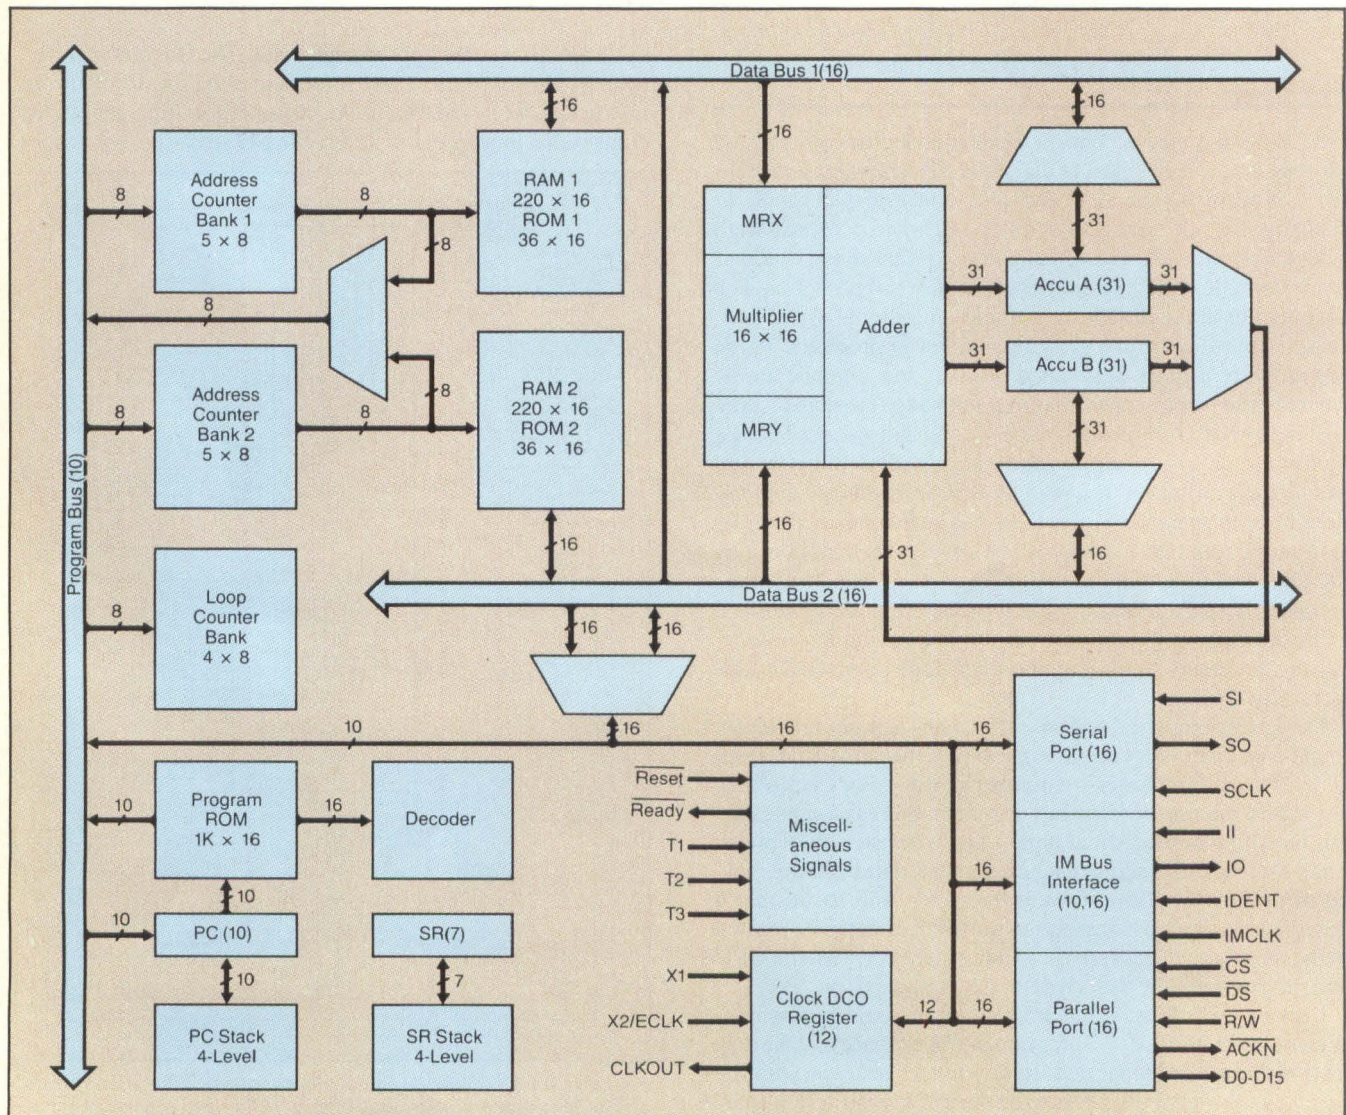 Data Bus 1(16)
16
16
16
Address
Counter
Bank 1
5 × 8
8
8
8
RAM 1
220 × 16
ROM 1
36 × 16
MRX
Multiplier
16 × 16
MRY
Adder
31
31
31
31
31
31
Accu A (31)
Accu B (31)
8
Address
Counter
Bank 2
5 × 8
8
8
8
RAM 2
220 × 16
ROM 2
36 × 16
16
16
31
16
Program Bus (10)
Data Bus 2 (16)
Loop
Counter
Bank
4 × 8
8
16
16
16
10
16
16
Program
ROM
1K × 16
10
16
Decoder
10
10
PC (10)
10
PC Stack
4-Level
SR(7)
7
SR Stack
4-Level
Reset
Ready
T1
T2
T3
Miscell-
aneous
Signals
X1
X2/ECLK
CLKOUT
Clock DCO
Register
(12)
12
16
16
Serial
Port (16)
IM Bus
Interface
(10,16)
Parallel
Port (16)
SI
SO
SCLK
II
IO
IDENT
IMCLK
CS
DS
R/W
ACKN
D0-D15